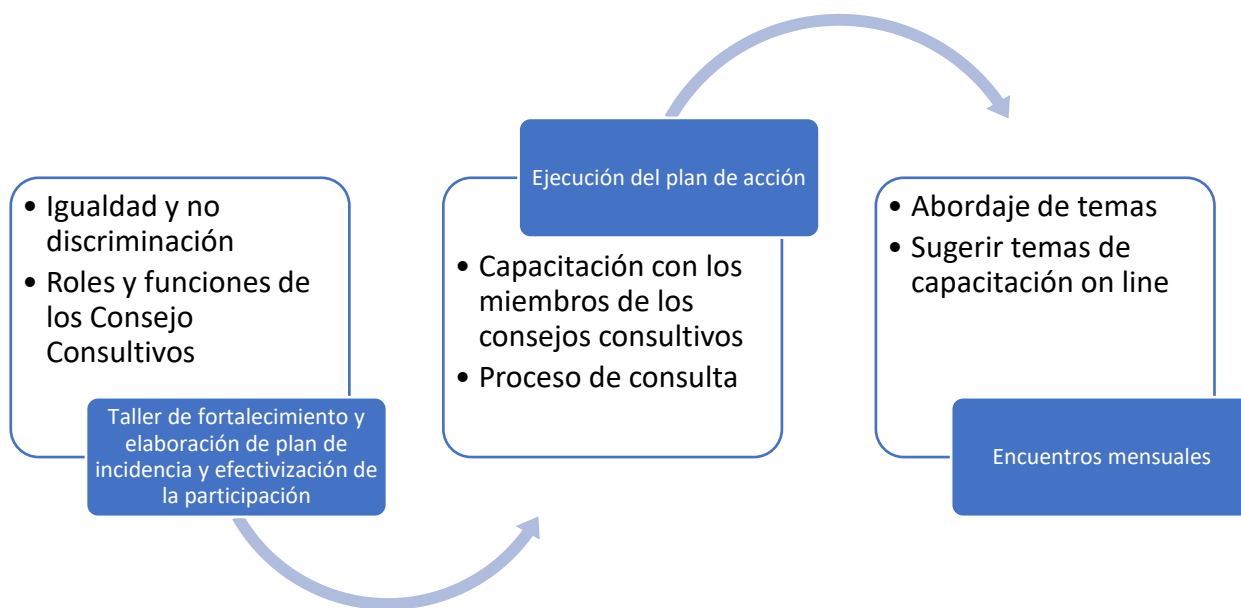 • Igualdad y no
discriminación
• Roles y funciones de
los Consejo
Consultivos
Taller de fortalecimiento y
elaboración de plan de
incidencia y efectivización de
la participación
Ejecución del plan de acción
• Capacitación con los
miembros de los
consejos consultivos
• Proceso de consulta
• Abordaje de temas
• Sugerir temas de
capacitación on line
Encuentros mensuales